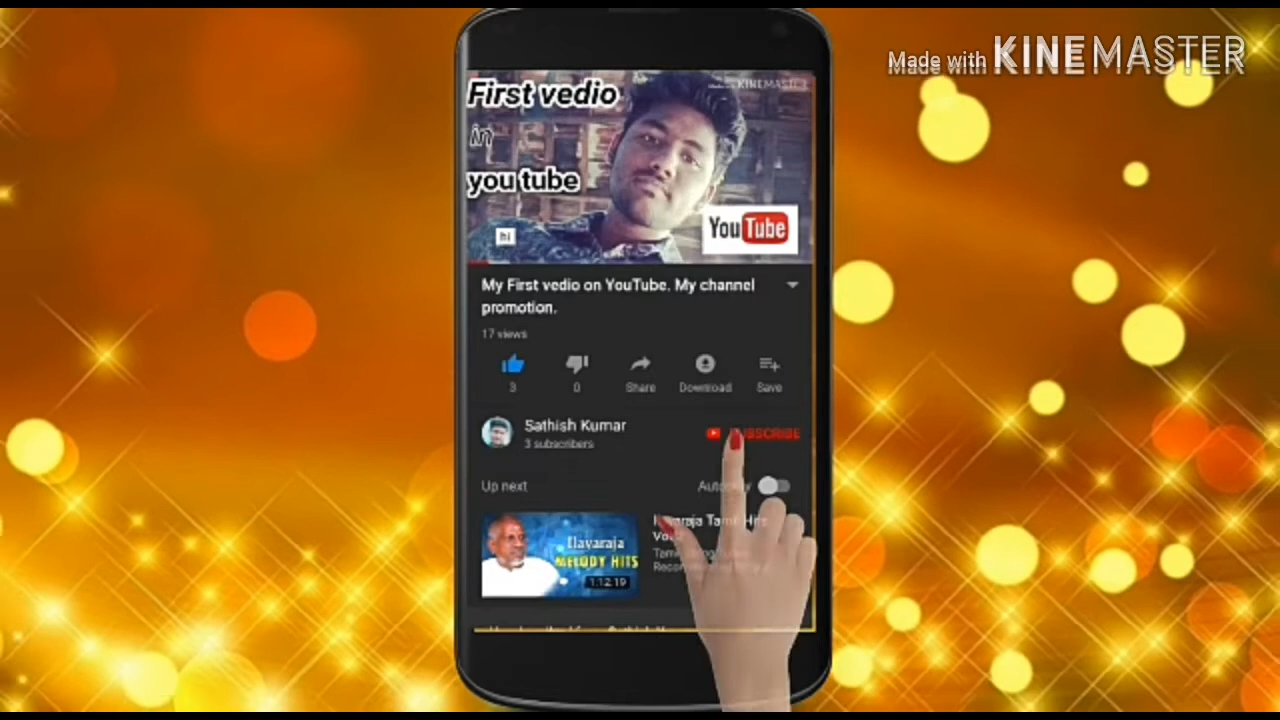 Made with KINEMASTER
First vedio
KINEMASTER
in
you tube
YouTube
hi
My First vedio on YouTube. My channel
promotion.
17 views
3
0
Share
Download
Save
Sathish Kumar
3 subscribers
SUBSCRIBE
Up next
Autoplay
Ilayaraja
MELODY HITS
1:12:19